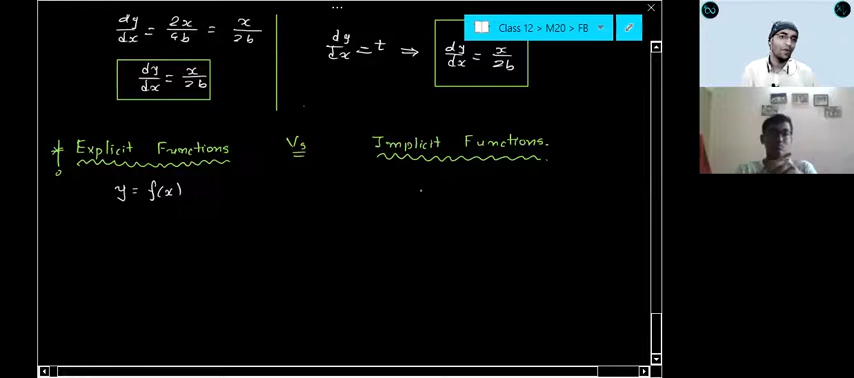 dy/dx = 2x/4b = x/2b
dy/dx = x/2b
dy/dx = t ⇒ dy/dx = x/2b
Class 12 > M20 > FB
Explicit Functions Vs Implicit Functions.
y = f(x)